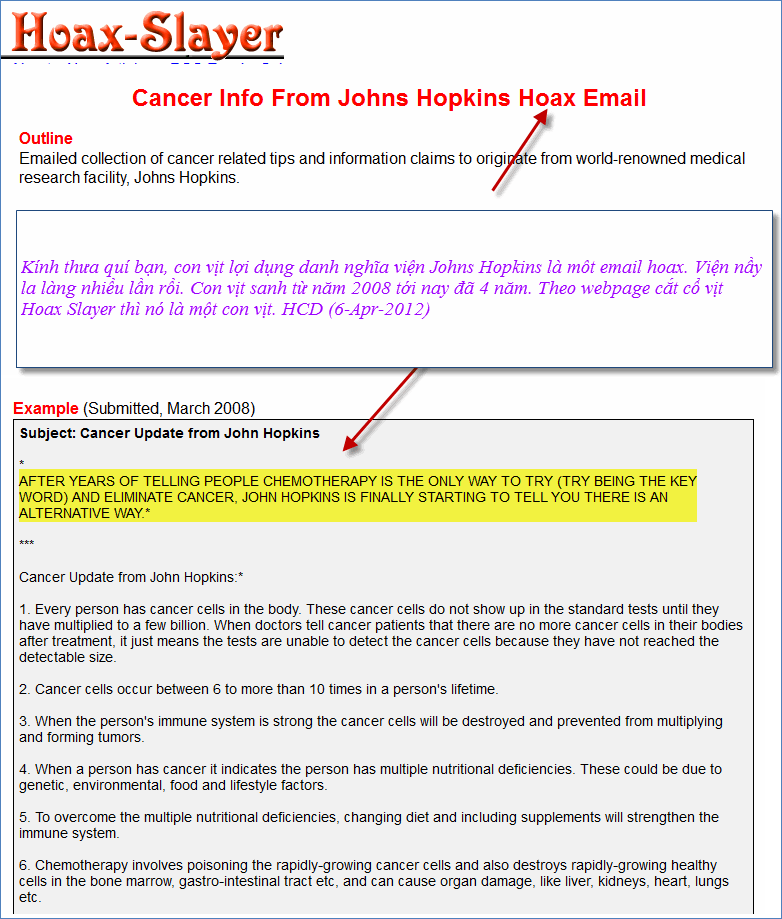 Hoax-Slayer
Cancer Info From Johns Hopkins Hoax Email
Outline
Emailed collection of cancer related tips and information claims to originate from world-renowned medical
research facility, Johns Hopkins.
Kính thưa quí bạn, con vịt lợi dụng danh nghĩa viện Johns Hopkins là môt email hoax. Viện nầy
la làng nhiều lần rồi. Con vịt sanh từ năm 2008 tới nay đã 4 năm. Theo webpage cắt cổ vịt
Hoax Slayer thì nó là một con vịt. HCD (6-Apr-2012)
Example (Submitted, March 2008)
Subject: Cancer Update from John Hopkins
*
AFTER YEARS OF TELLING PEOPLE CHEMOTHERAPY IS THE ONLY WAY TO TRY (TRY BEING THE KEY
WORD) AND ELIMINATE CANCER, JOHN HOPKINS IS FINALLY STARTING TO TELL YOU THERE IS AN
ALTERNATIVE WAY.*
***
Cancer Update from John Hopkins:*
1. Every person has cancer cells in the body. These cancer cells do not show up in the standard tests until they
have multiplied to a few billion. When doctors tell cancer patients that there are no more cancer cells in their bodies
after treatment, it just means the tests are unable to detect the cancer cells because they have not reached the
detectable size.
2. Cancer cells occur between 6 to more than 10 times in a person's lifetime.
3. When the person's immune system is strong the cancer cells will be destroyed and prevented from multiplying
and forming tumors.
4. When a person has cancer it indicates the person has multiple nutritional deficiencies. These could be due to
genetic, environmental, food and lifestyle factors.
5. To overcome the multiple nutritional deficiencies, changing diet and including supplements will strengthen the
immune system.
6. Chemotherapy involves poisoning the rapidly-growing cancer cells and also destroys rapidly-growing healthy
cells in the bone marrow, gastro-intestinal tract etc, and can cause organ damage, like liver, kidneys, heart, lungs
etc.